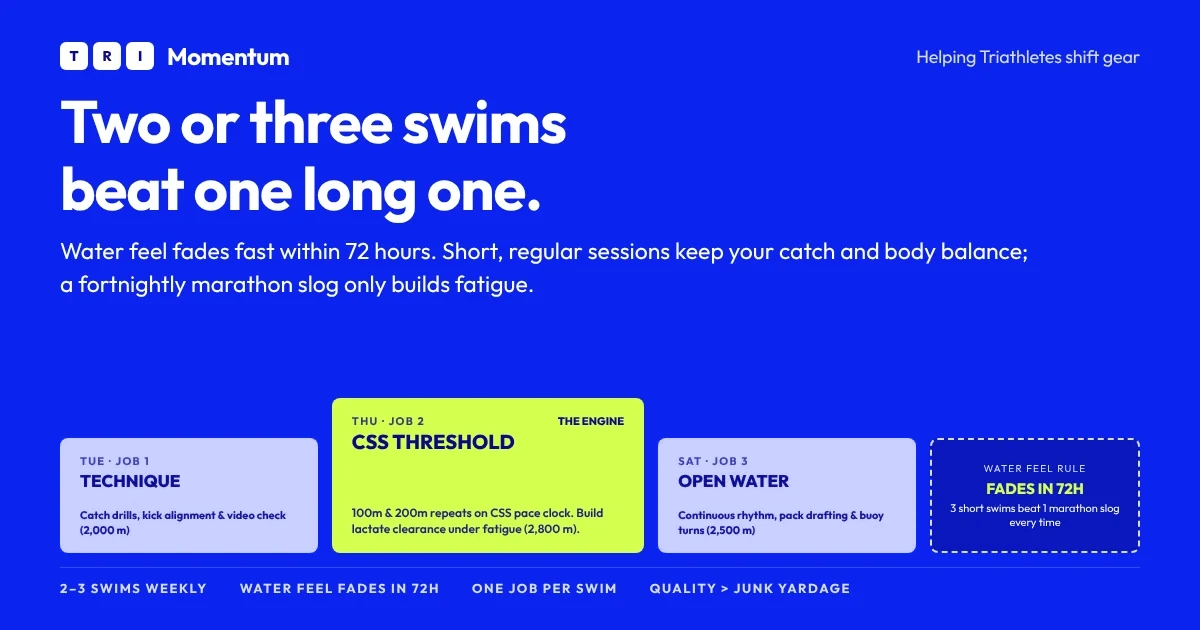 T R I Momentum
Helping Triathletes shift gear
Two or three swims
beat one long one.
Water feel fades fast within 72 hours. Short, regular sessions keep your catch and body balance;
a fortnightly marathon slog only builds fatigue.
TUE · JOB 1
TECHNIQUE
Catch drills, kick alignment & video check
(2,000 m)
THU · JOB 2
THE ENGINE
CSS THRESHOLD
100m & 200m repeats on CSS pace clock. Build
lactate clearance under fatigue (2,800 m).
SAT · JOB 3
OPEN WATER
Continuous rhythm, pack drafting & buoy
turns (2,500 m)
WATER FEEL RULE
FADES IN 72H
3 short swims beat 1 marathon slog
every time
2–3 SWIMS WEEKLY
WATER FEEL FADES IN 72H
ONE JOB PER SWIM
QUALITY > JUNK YARDAGE